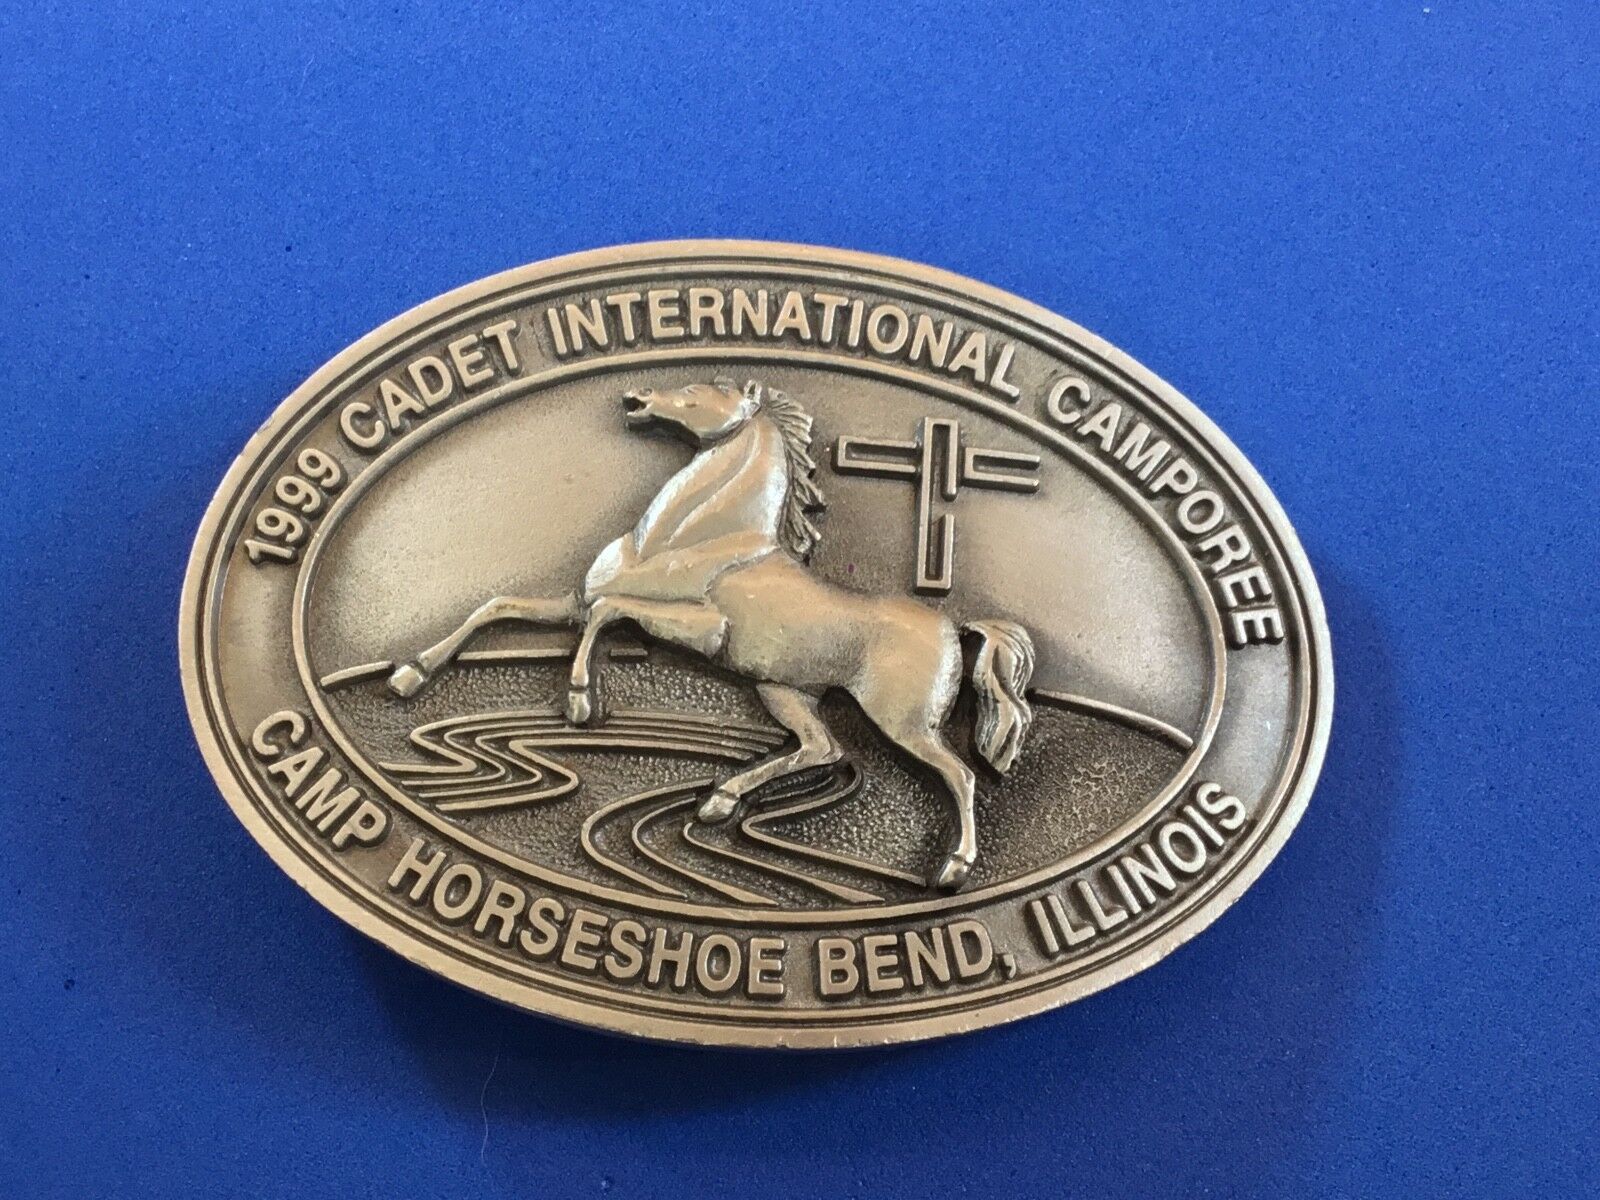 1999 CADET INTERNATIONAL CAMPOREE
CAMP HORSESHOE BEND, ILLINOIS